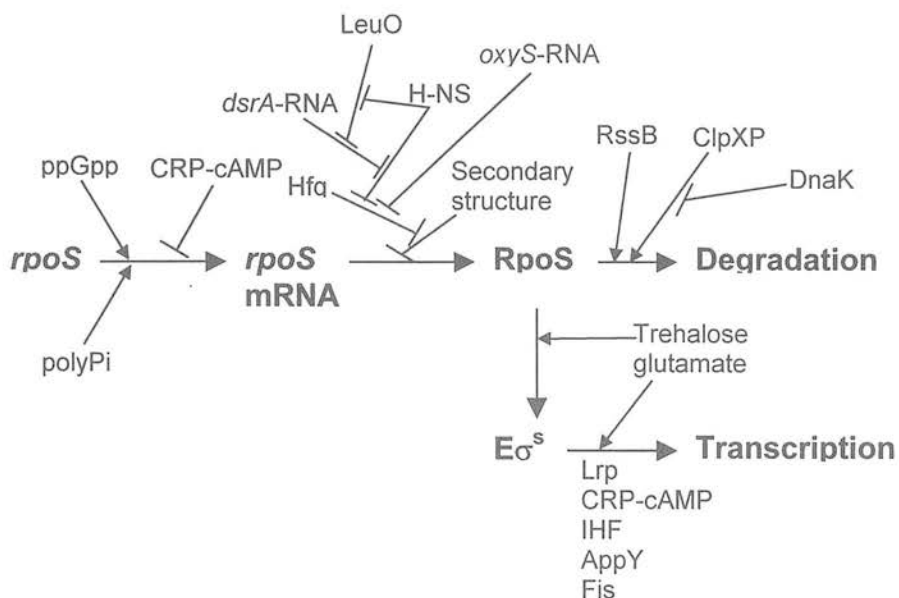 LeuO
oxyS-RNA
dsrA-RNA
H-NS
RssB
ClpXP
ppGpp
CRP-cAMP
Hfq
Secondary
structure
DnaK
rpoS
rpoS
mRNA
RpoS
Degradation
polyPi
Trehalose
glutamate
Eσˢ
Transcription
Lrp
CRP-cAMP
IHF
AppY
Fis